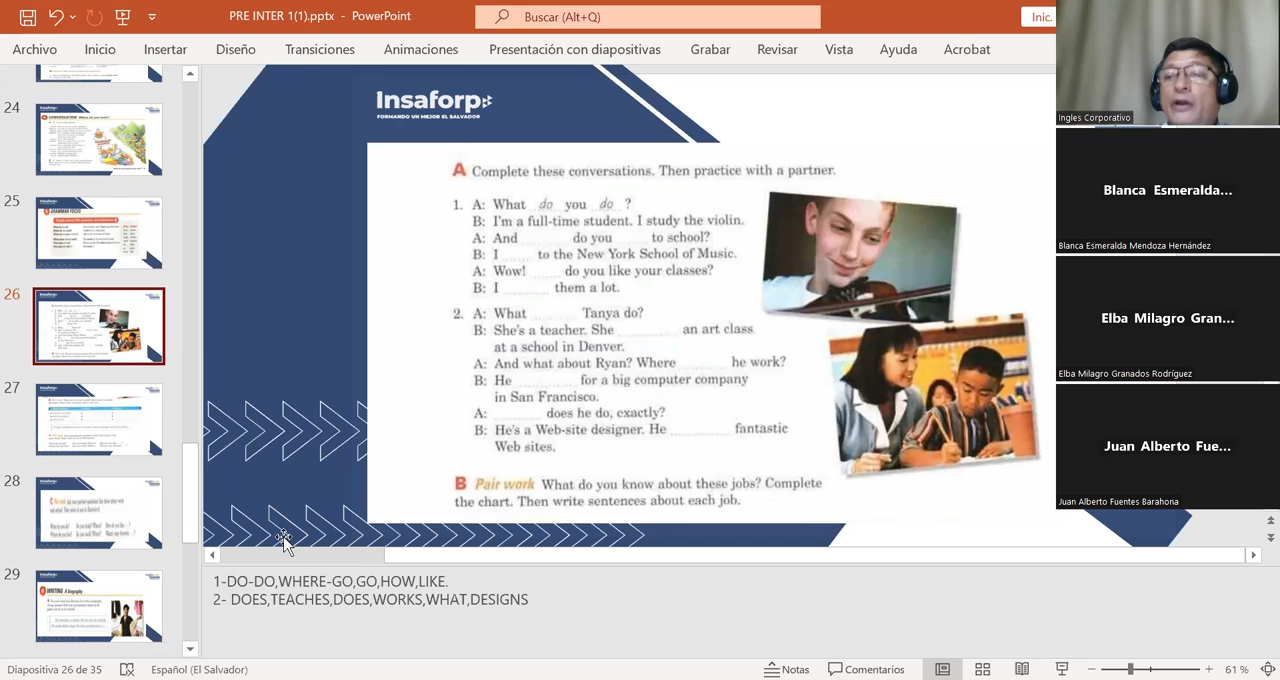 PRE INTER 1(1).pptx - PowerPoint
Buscar (Alt+Q)
Inic.
Archivo Inicio Insertar Diseño Transiciones Animaciones Presentación con diapositivas Grabar Revisar Vista Ayuda Acrobat
24
25
26
27
28
29
Insaforp
FORMANDO UN MEJOR EL SALVADOR
A Complete these conversations. Then practice with a partner.
1. A: What do you do ?
B: I'm a full-time student. I study the violin.
A: And ........ do you ........ to school?
B: I ........ to the New York School of Music.
A: Wow! ........ do you like your classes?
B: I ........ them a lot.
2. A: What ........ Tanya do?
B: She's a teacher. She ........ an art class
at a school in Denver.
A: And what about Ryan? Where ........ he work?
B: He ........ for a big computer company
in San Francisco.
A: ........ does he do, exactly?
B: He's a Web-site designer. He ........ fantastic
Web sites.
B Pair work What do you know about these jobs? Complete
the chart. Then write sentences about each job.
Ingles Corporativo
Blanca Esmeralda...
Blanca Esmeralda Mendoza Hernández
Elba Milagro Gran...
Elba Milagro Granados Rodríguez
Juan Alberto Fue...
Juan Alberto Fuentes Barahona
1-DO-DO,WHERE-GO,GO,HOW,LIKE.
2- DOES,TEACHES,DOES,WORKS,WHAT,DESIGNS
Diapositiva 26 de 35 Español (El Salvador) Notas Comentarios 61 %